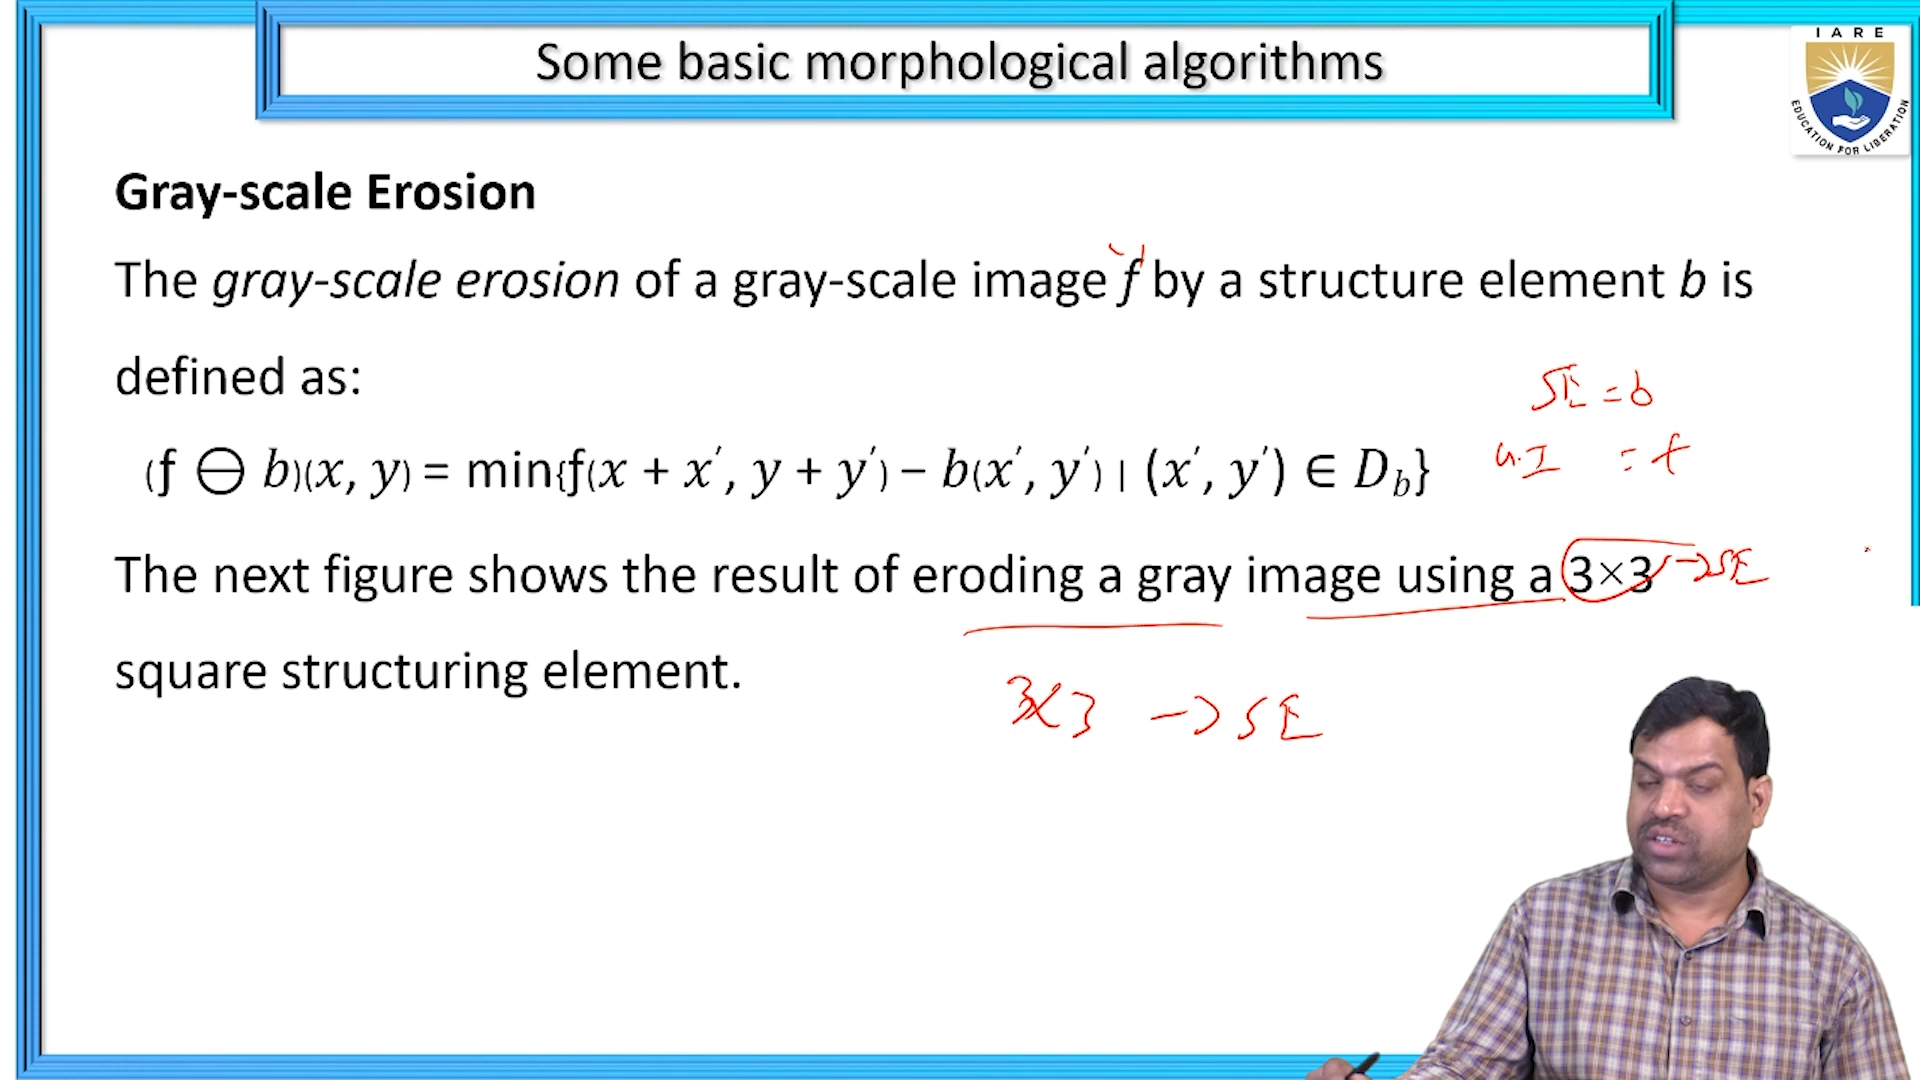 Some basic morphological algorithms
IARE
EDUCATION FOR LIBERATION
Gray-scale Erosion
The gray-scale erosion of a gray-scale image f by a structure element b is
defined as:
SE = b
G.I = f
(f ⊖ b)(x, y) = min{f(x + x′, y + y′) − b(x′, y′) | (x′, y′) ∈ D_b}
The next figure shows the result of eroding a gray image using a 3×3 → SE
square structuring element.
3×3 → SE